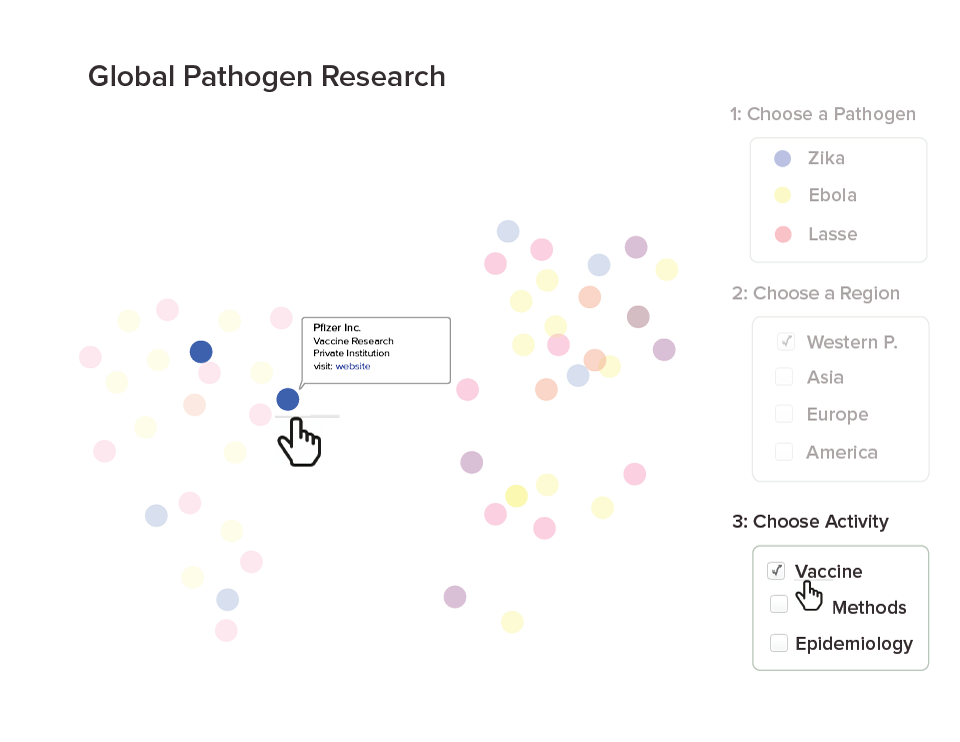 Global Pathogen Research
1: Choose a Pathogen
Zika
Ebola
Lasse
2: Choose a Region
Western P.
Asia
Europe
America
3: Choose Activity
Vaccine
Methods
Epidemiology
Pfizer Inc.
Vaccine Research
Private Institution
visit: website